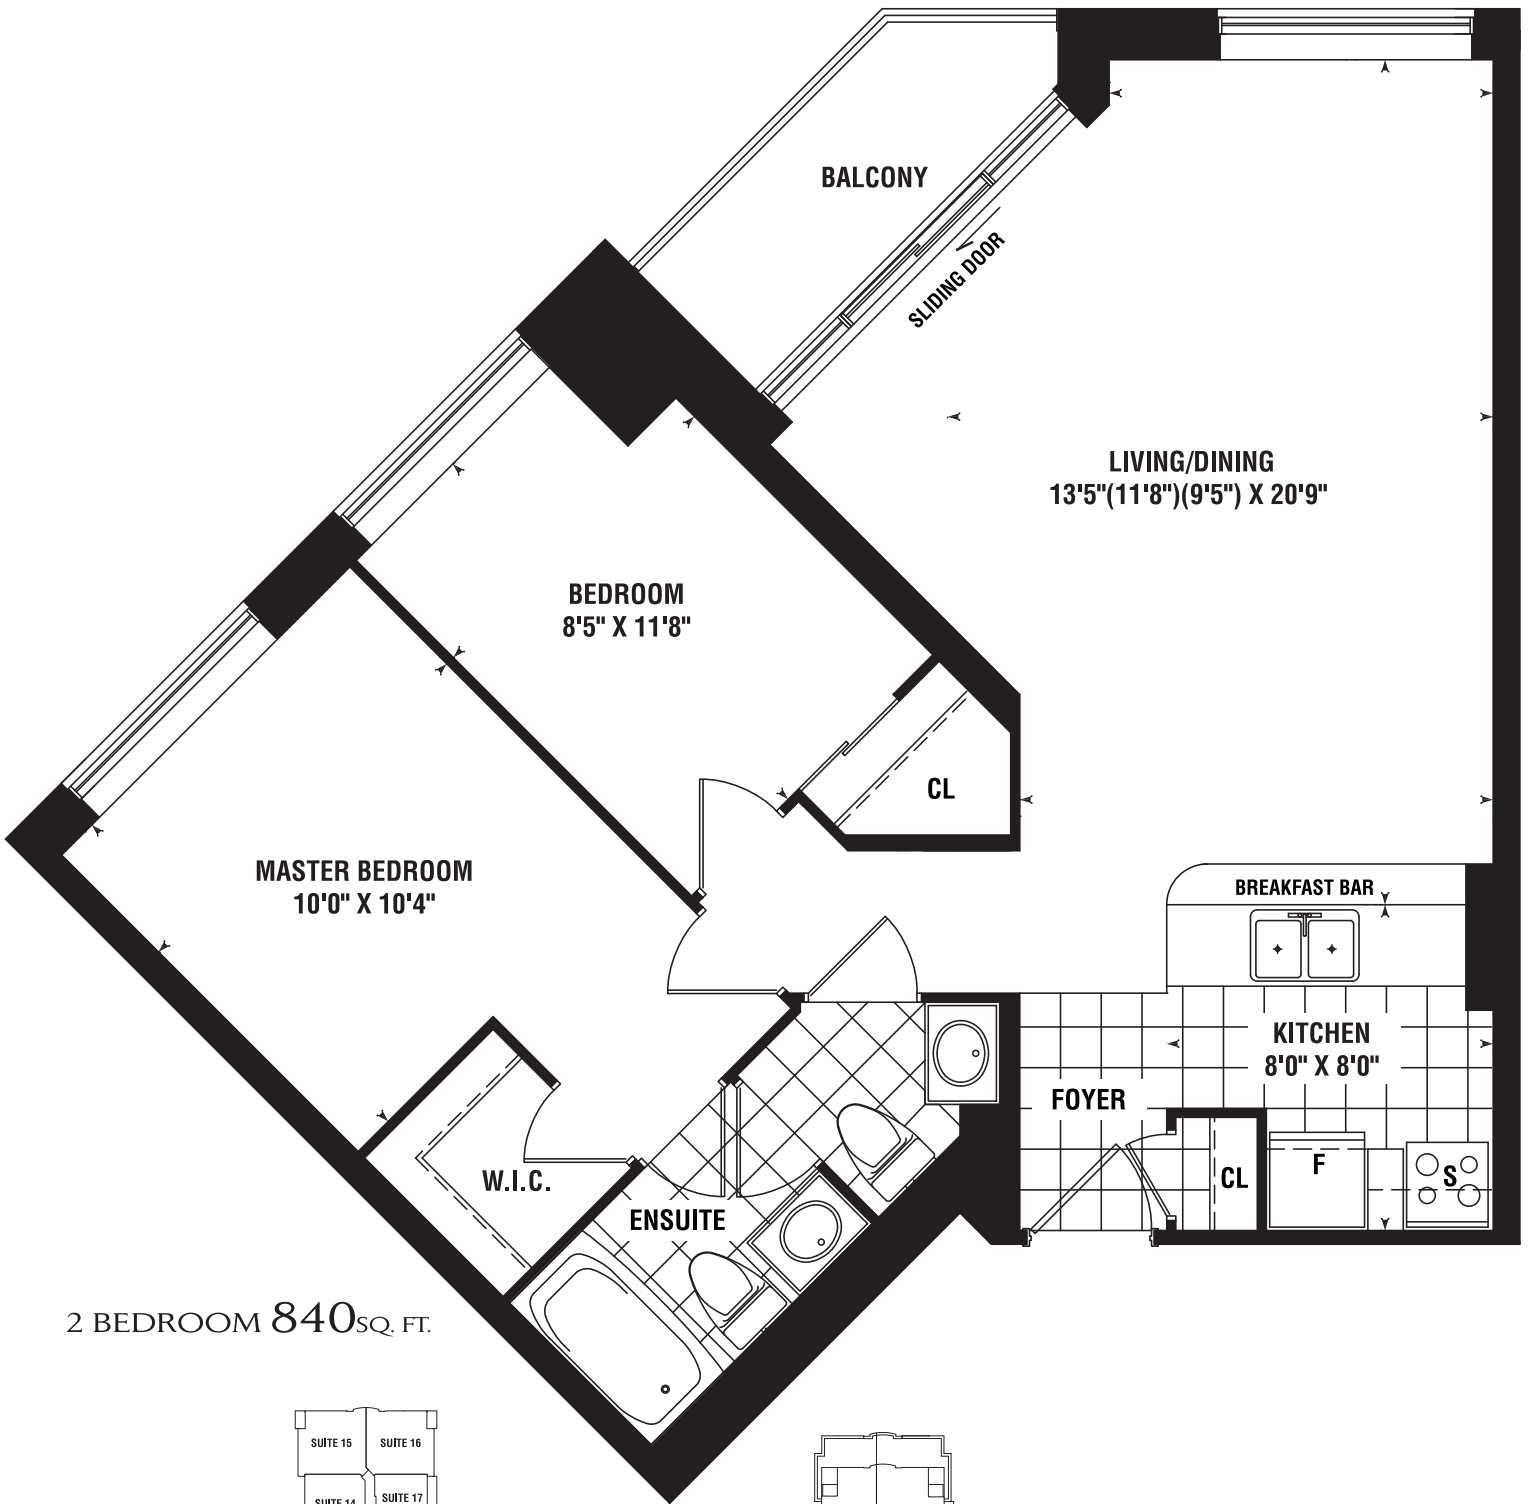 BALCONY
SLIDING DOOR
LIVING/DINING
13'5"(11'8")(9'5") X 20'9"
BEDROOM
8'5" X 11'8"
CL
MASTER BEDROOM
10'0" X 10'4"
BREAKFAST BAR
KITCHEN
8'0" X 8'0"
FOYER
W.I.C.
F
S
CL
ENSUITE
2 BEDROOM 840SQ. FT.
SUITE 15
SUITE 16
SUITE 14
SUITE 17